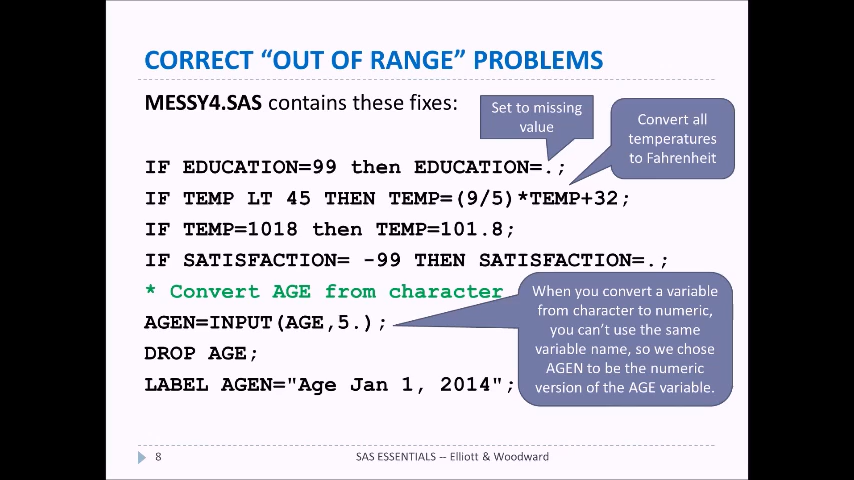 CORRECT “OUT OF RANGE” PROBLEMS
MESSY4.SAS contains these fixes:
Set to missing
value
Convert all
temperatures
to Fahrenheit
IF EDUCATION=99 then EDUCATION=.;
IF TEMP LT 45 THEN TEMP=(9/5)*TEMP+32;
IF TEMP=1018 then TEMP=101.8;
IF SATISFACTION= -99 THEN SATISFACTION=.;
* Convert AGE from character
AGEN=INPUT(AGE,5.);
DROP AGE;
LABEL AGEN="Age Jan 1, 2014";
When you convert a variable
from character to numeric,
you can’t use the same
variable name, so we chose
AGEN to be the numeric
version of the AGE variable.
8
SAS ESSENTIALS -- Elliott & Woodward